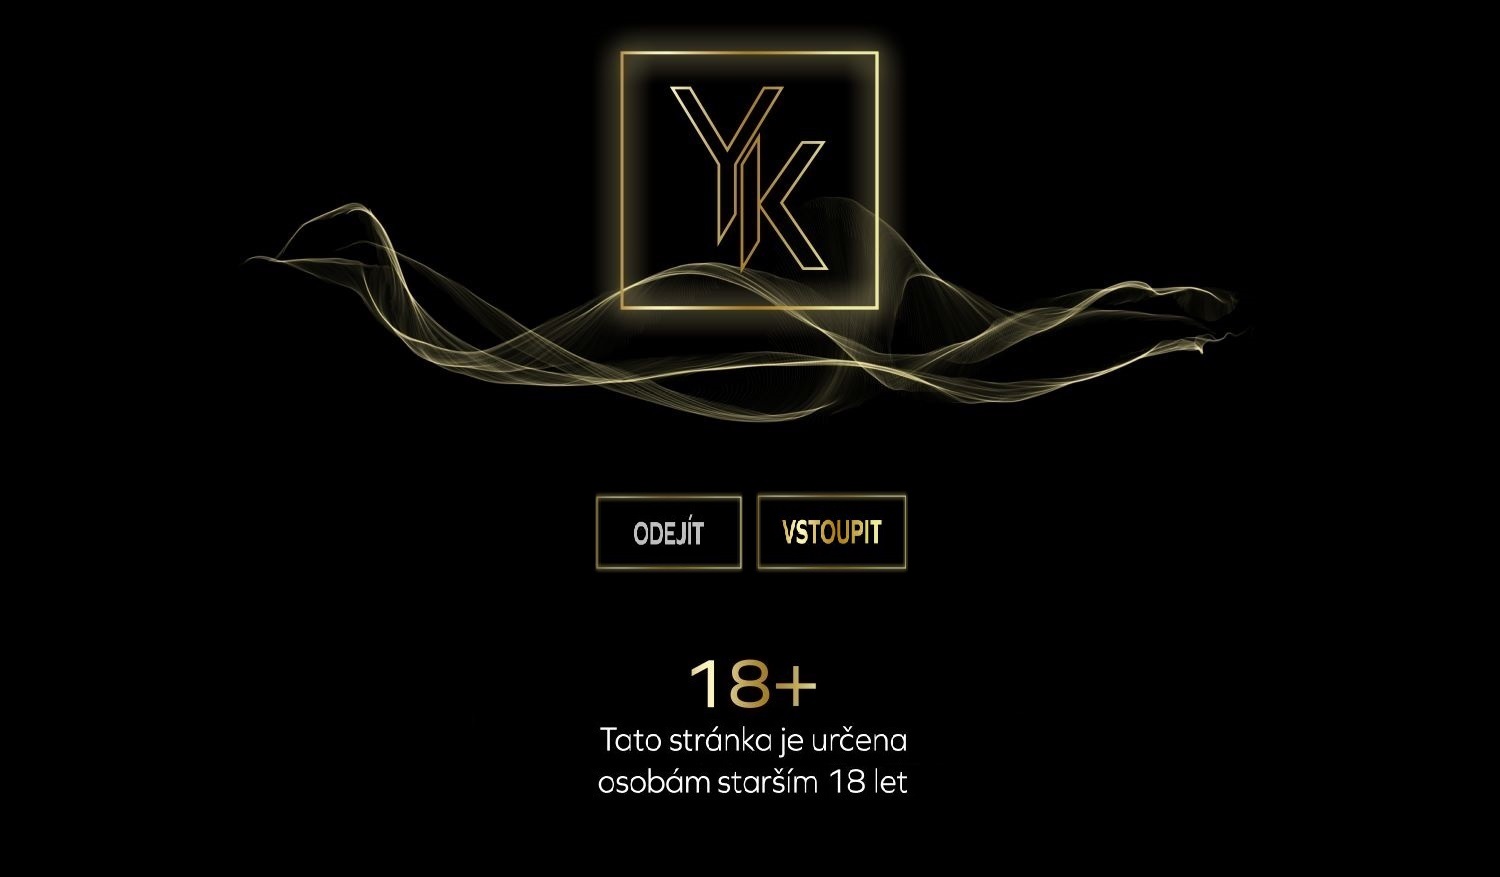 YK
ODEJÍT
VSTOUPIT
18+
Tato stránka je určena
osobám starším 18 let